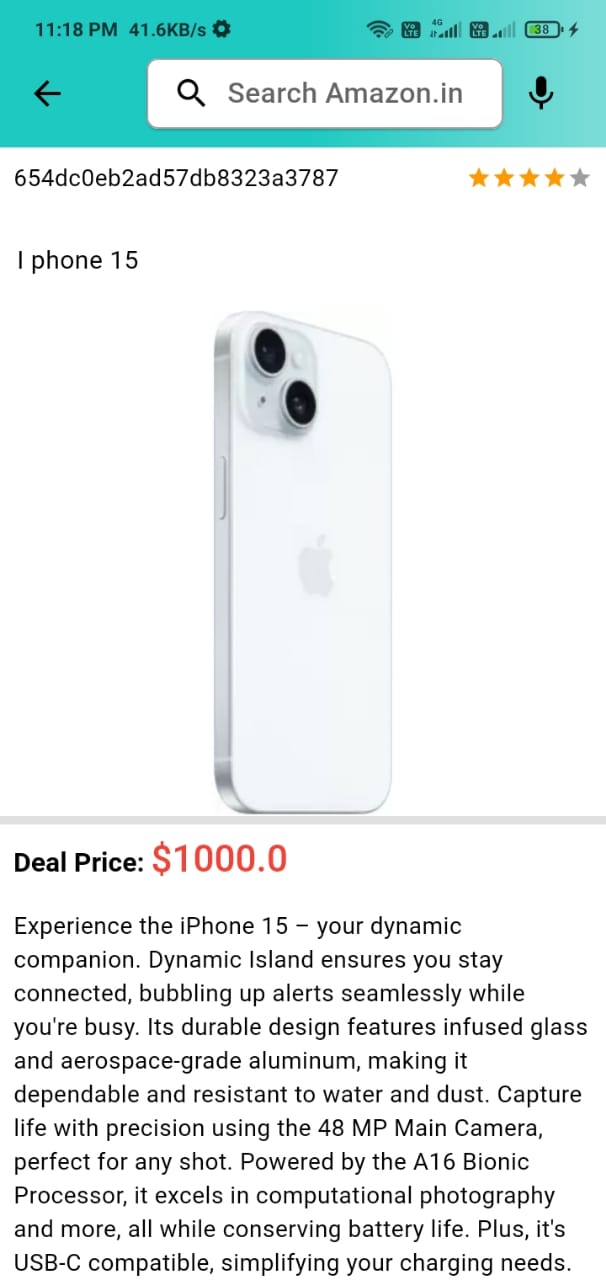 11:18 PM 41.6KB/s
Vo LTE 4G Vo LTE 38
Search Amazon.in
654dc0eb2ad57db8323a3787
I phone 15
Deal Price: $1000.0
Experience the iPhone 15 – your dynamic
companion. Dynamic Island ensures you stay
connected, bubbling up alerts seamlessly while
you're busy. Its durable design features infused glass
and aerospace-grade aluminum, making it
dependable and resistant to water and dust. Capture
life with precision using the 48 MP Main Camera,
perfect for any shot. Powered by the A16 Bionic
Processor, it excels in computational photography
and more, all while conserving battery life. Plus, it's
USB-C compatible, simplifying your charging needs.